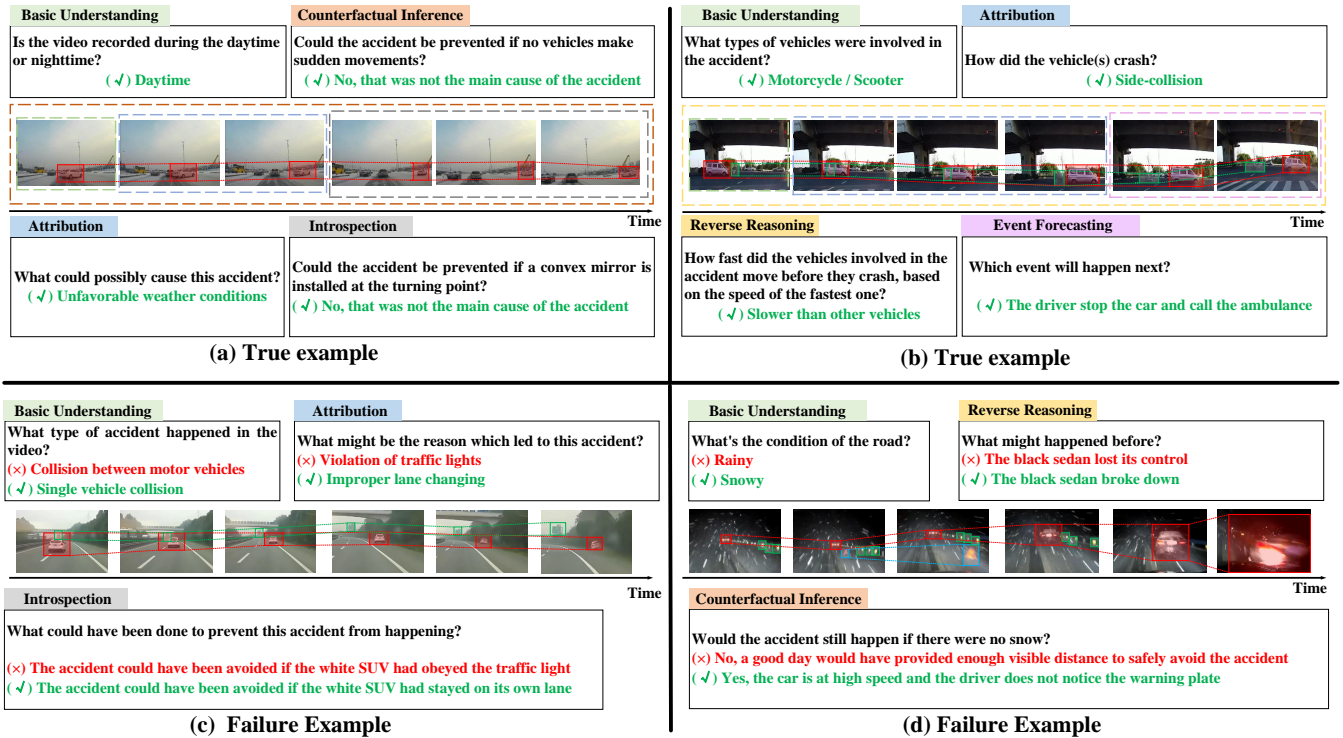 Basic Understanding
Is the video recorded during the daytime
or nighttime?
(✓) Daytime
Counterfactual Inference
Could the accident be prevented if no vehicles make
sudden movements?
(✓) No, that was not the main cause of the accident
Time
Attribution
What could possibly cause this accident?
(✓) Unfavorable weather conditions
Introspection
Could the accident be prevented if a convex mirror is
installed at the turning point?
(✓) No, that was not the main cause of the accident
(a) True example
Basic Understanding
What types of vehicles were involved in
the accident?
(✓) Motorcycle / Scooter
Attribution
How did the vehicle(s) crash?
(✓) Side-collision
Time
Reverse Reasoning
How fast did the vehicles involved in the
accident move before they crash, based
on the speed of the fastest one?
(✓) Slower than other vehicles
Event Forecasting
Which event will happen next?
(✓) The driver stop the car and call the ambulance
(b) True example
Basic Understanding
What type of accident happened in the
video?
(×) Collision between motor vehicles
(✓) Single vehicle collision
Attribution
What might be the reason which led to this accident?
(×) Violation of traffic lights
(✓) Improper lane changing
Time
Introspection
What could have been done to prevent this accident from happening?
(×) The accident could have been avoided if the white SUV had obeyed the traffic light
(✓) The accident could have been avoided if the white SUV had stayed on its own lane
(c) Failure Example
Basic Understanding
What's the condition of the road?
(×) Rainy
(✓) Snowy
Reverse Reasoning
What might happened before?
(×) The black sedan lost its control
(✓) The black sedan broke down
Time
Counterfactual Inference
Would the accident still happen if there were no snow?
(×) No, a good day would have provided enough visible distance to safely avoid the accident
(✓) Yes, the car is at high speed and the driver does not notice the warning plate
(d) Failure Example